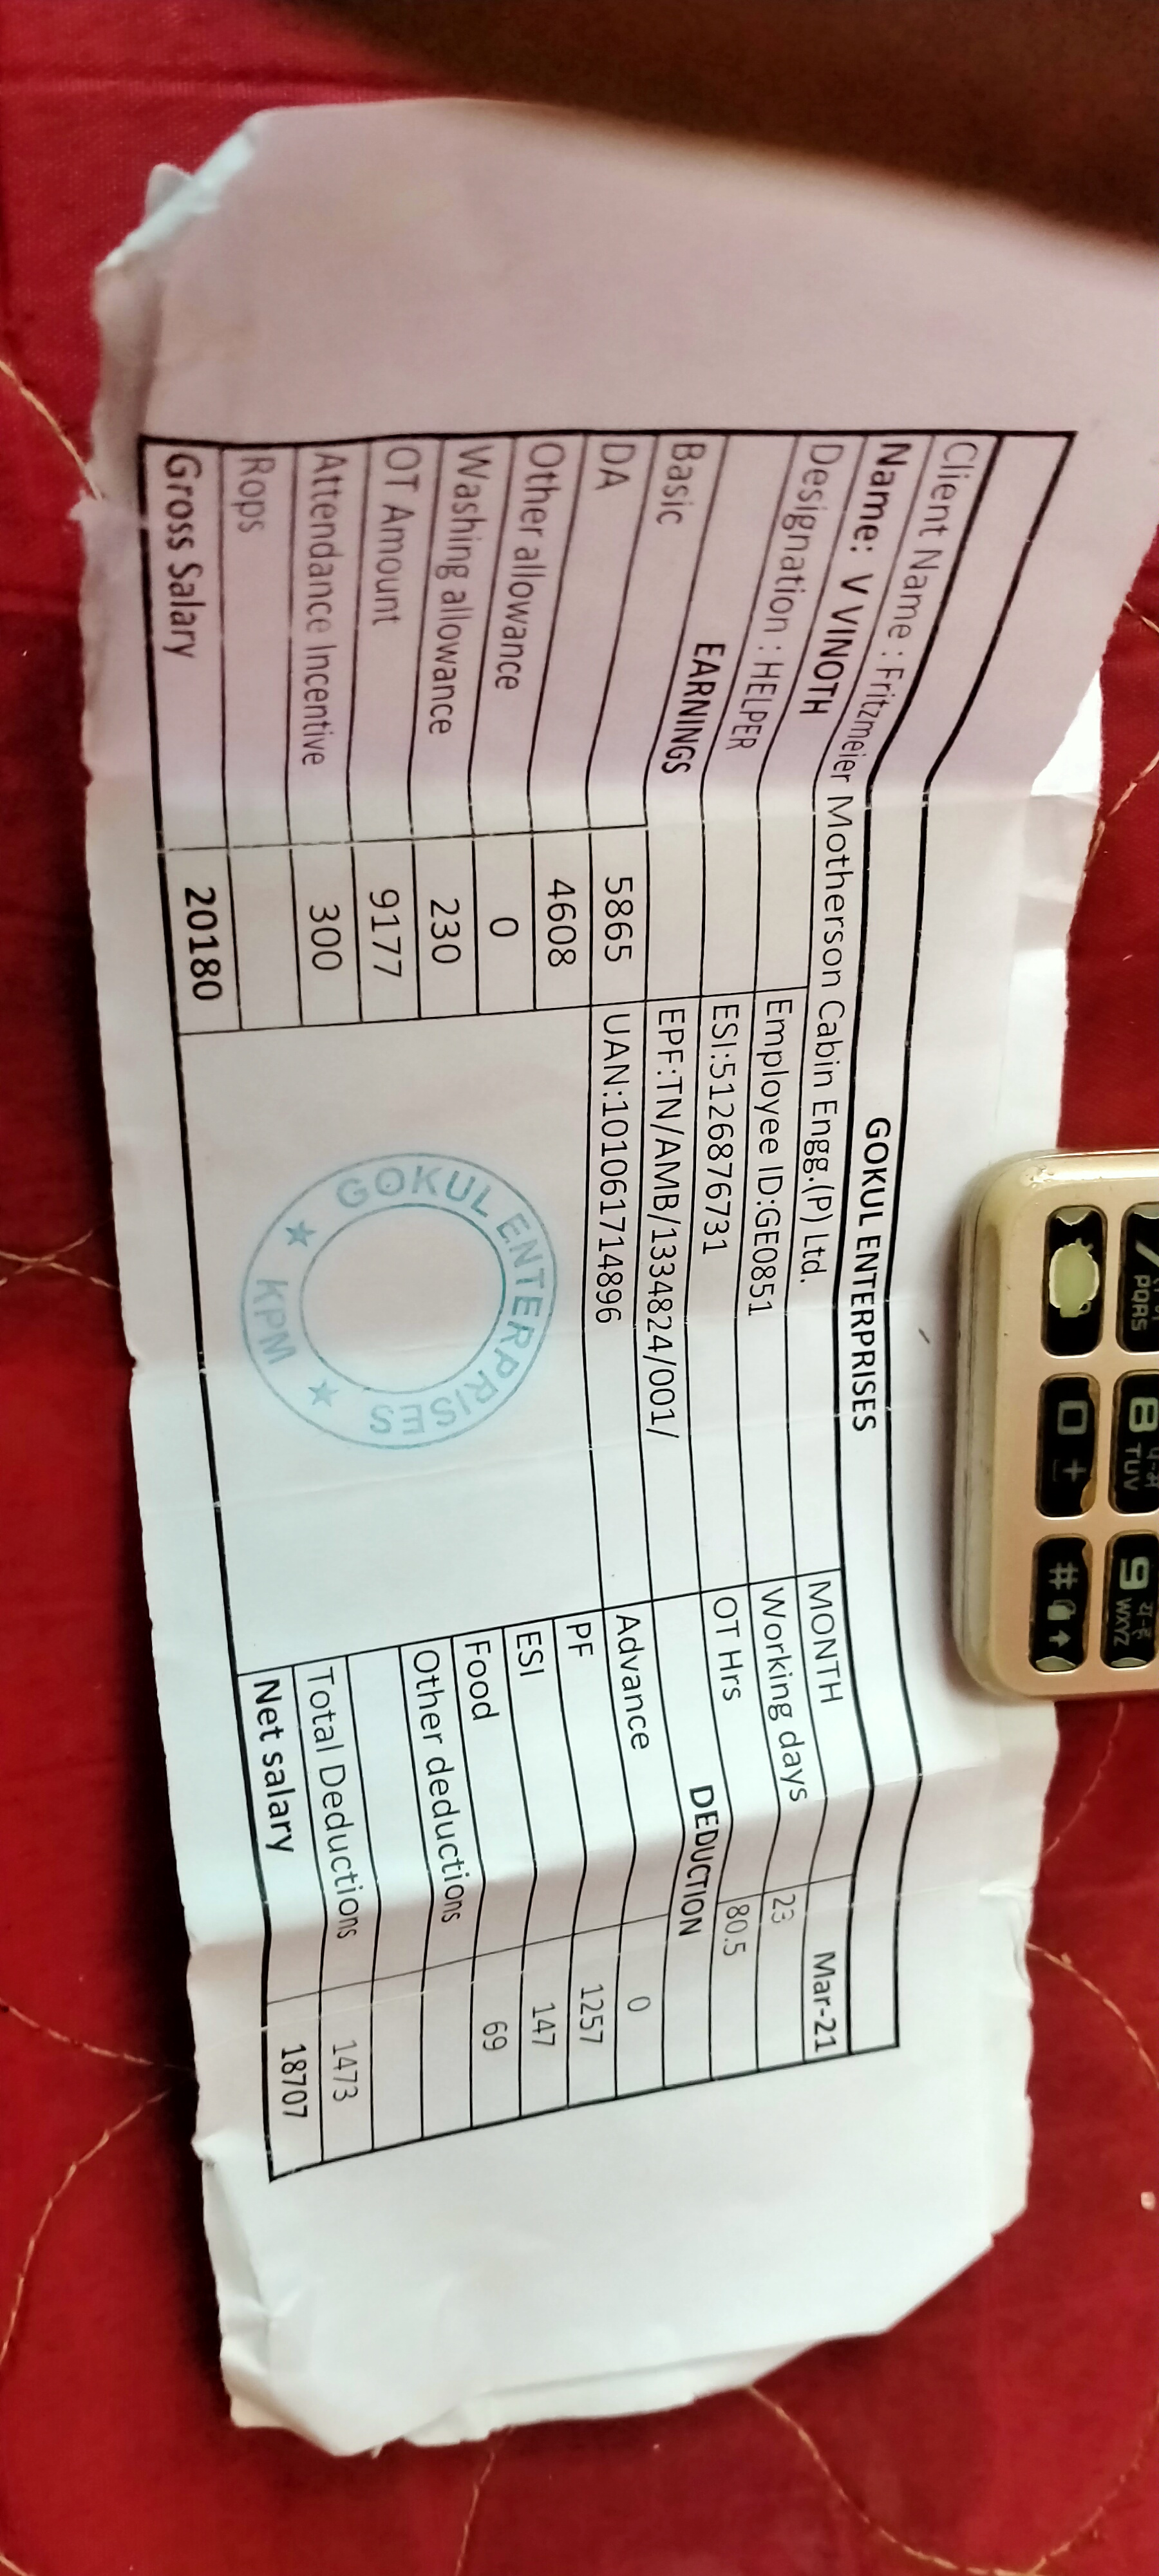 GOKUL ENTERPRISES
Client Name : Fritzmeier Motherson Cabin Engg.(P) Ltd. MONTH Mar-21
Name: V VINOTH Employee ID:GE0851 Working days 23
Designation : HELPER ESI:5126876731 OT Hrs 80.5
EARNINGS EPF:TN/AMB/1334824/001/ DEDUCTION
Basic 5865 UAN:101061714896 Advance 0
DA 4608 PF 1257
Other allowance 0 ESI 147
Washing allowance 230 Food 69
OT Amount 9177 Other deductions
Attendance Incentive 300
Rops Total Deductions 1473
Gross Salary 20180 Net salary 18707
GOKUL ENTERPRISES
KPM
PQRS
8 TUV
9 WXYZ
0 +
#